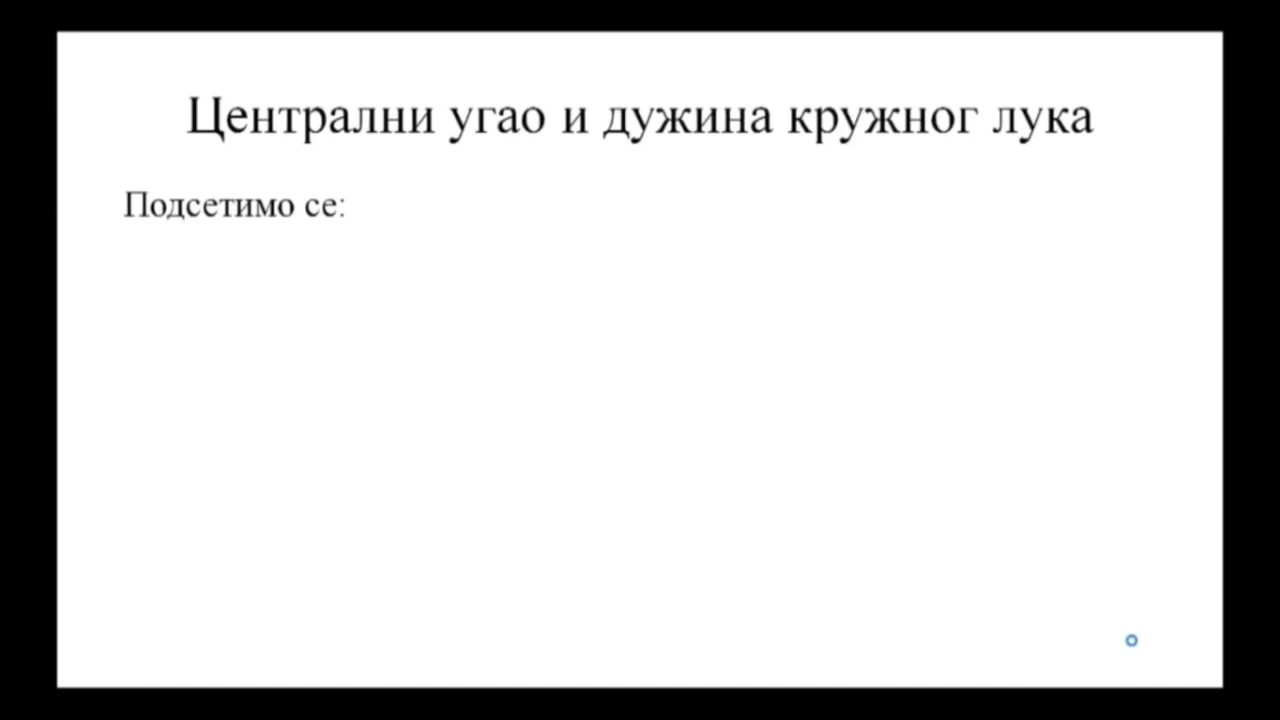 Централни угао и дужина кружног лука
Подсетимо се: